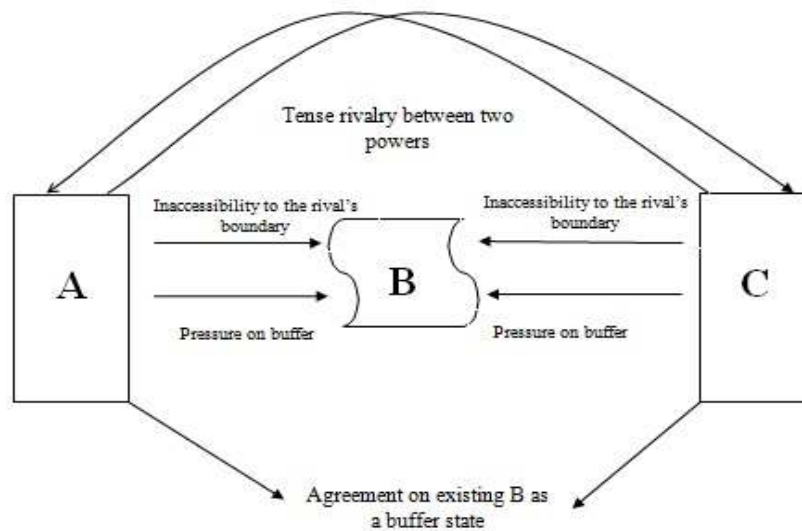 Tense rivalry between two
powers
Inaccessibility to the rival's
boundary
Inaccessibility to the rival's
boundary
A
B
C
Pressure on buffer
Pressure on buffer
Agreement on existing B as
a buffer state